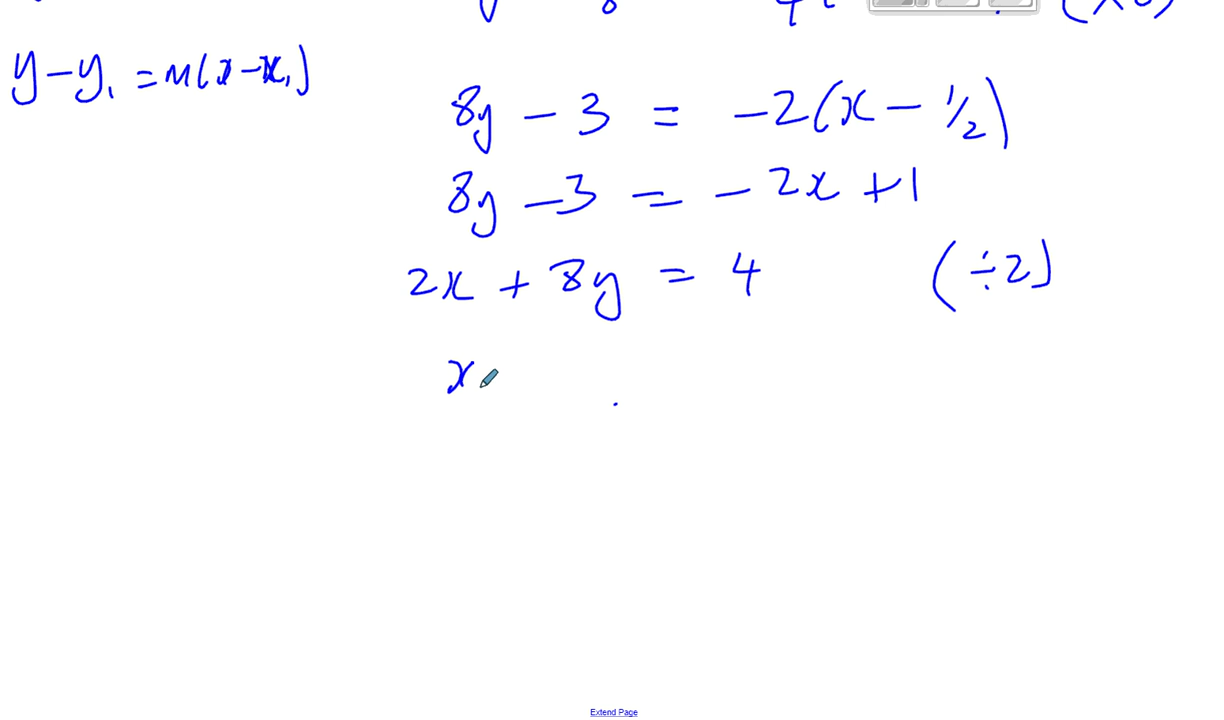 y - y₁ = m(x - x₁)
8y - 3 = -2(x - 1/2)
8y - 3 = - 2x + 1
2x + 8y = 4 (÷2)
x
Extend Page